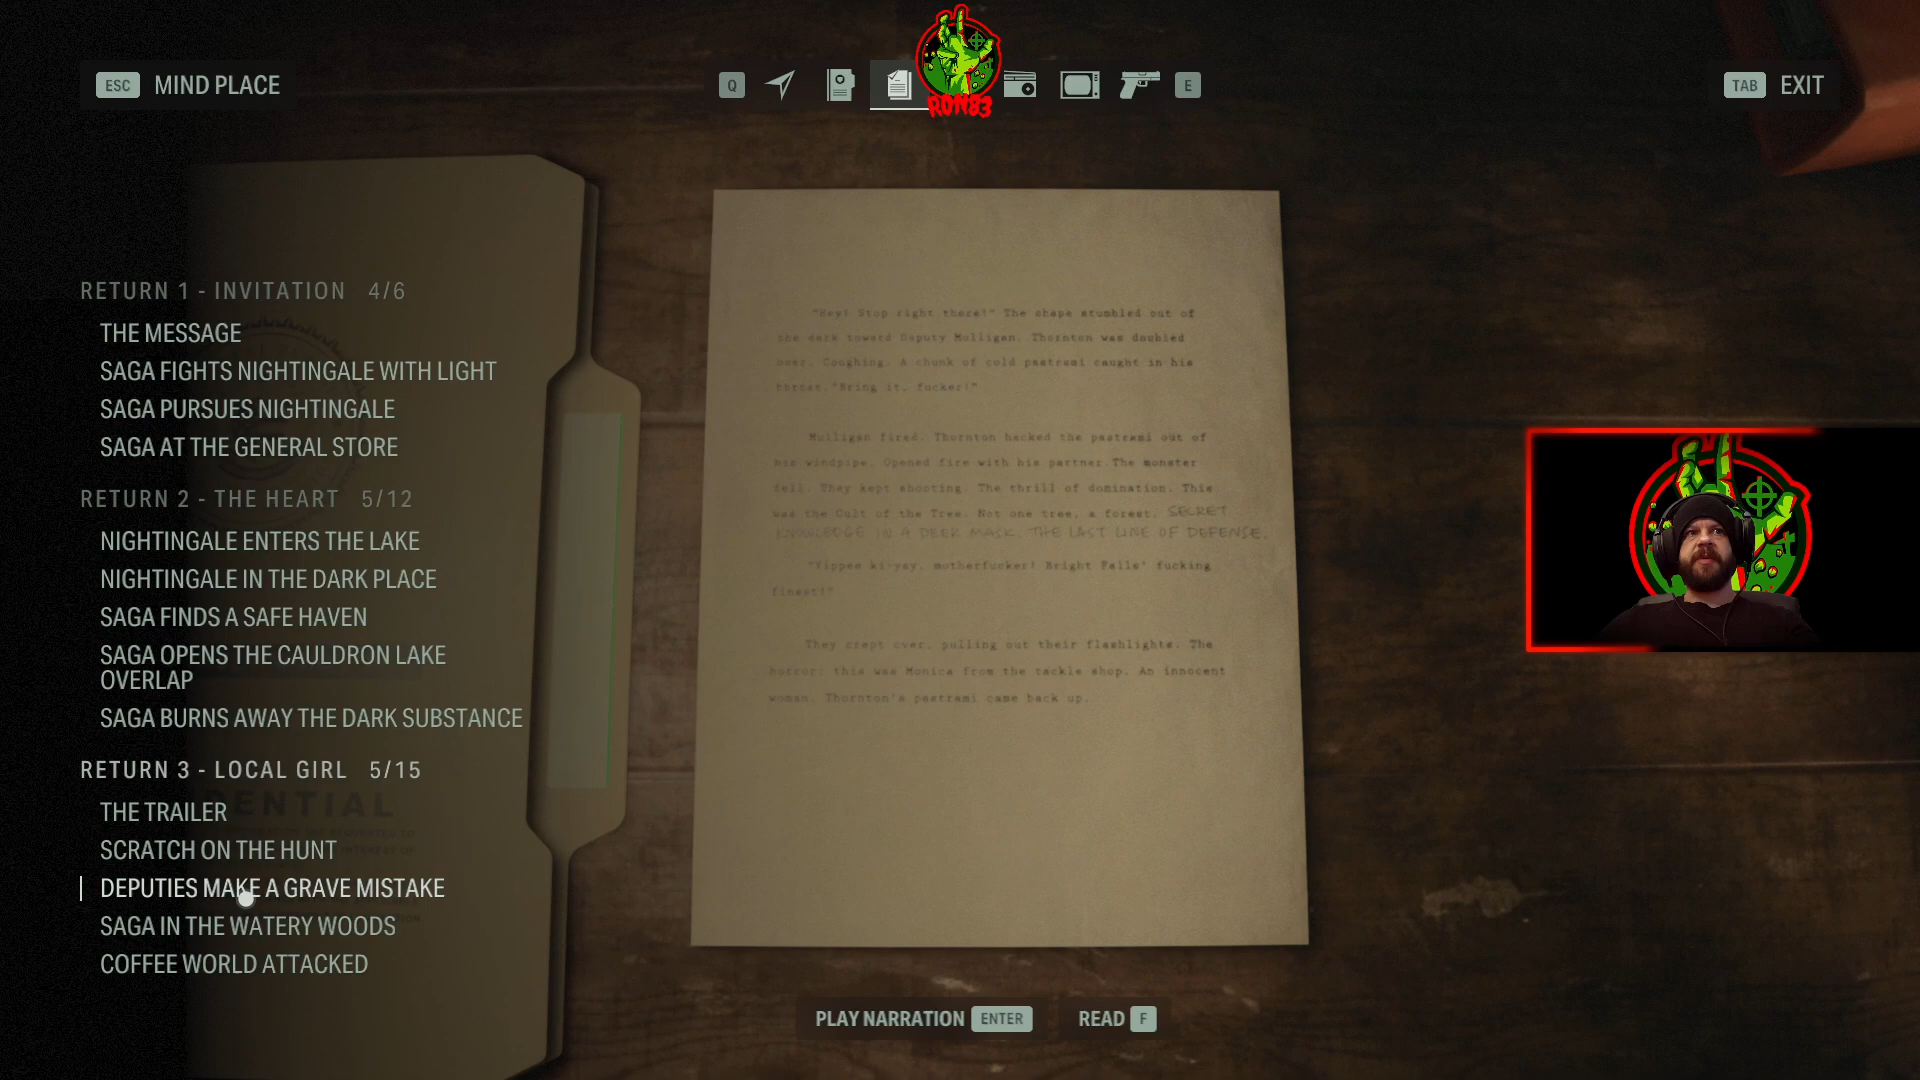 ESC MIND PLACE
Q
E
TAB EXIT
RON83
RETURN 1 - INVITATION 4/6
THE MESSAGE
SAGA FIGHTS NIGHTINGALE WITH LIGHT
SAGA PURSUES NIGHTINGALE
SAGA AT THE GENERAL STORE
RETURN 2 - THE HEART 5/12
NIGHTINGALE ENTERS THE LAKE
NIGHTINGALE IN THE DARK PLACE
SAGA FINDS A SAFE HAVEN
SAGA OPENS THE CAULDRON LAKE
OVERLAP
SAGA BURNS AWAY THE DARK SUBSTANCE
RETURN 3 - LOCAL GIRL 5/15
DENTIAL
THE TRAILER
SCRATCH ON THE HUNT
DEPUTIES MAKE A GRAVE MISTAKE
SAGA IN THE WATERY WOODS
COFFEE WORLD ATTACKED
"Hey! Stop right there!" The shape stumbled out of
the dark toward Deputy Mulligan. Thornton was doubled
over. Coughing. A chunk of cold pastrami caught in his
throat. "Bring it, fucker!"
Mulligan fired. Thornton hacked the pastrami out of
his windpipe. Opened fire with his partner. The monster
fell. They kept shooting. The thrill of domination. This
was the Cult of the Tree. Not one tree, a forest. SECRET
KNOWLEDGE IN A DEER MASK. THE LAST LINE OF DEFENSE.
"Yippee ki-yay, motherfucker! Bright Falls' fucking
finest!"
They crept over, pulling out their flashlights. The
horror: this was Monica from the tackle shop. An innocent
woman. Thornton's pastrami came back up.
PLAY NARRATION ENTER READ F